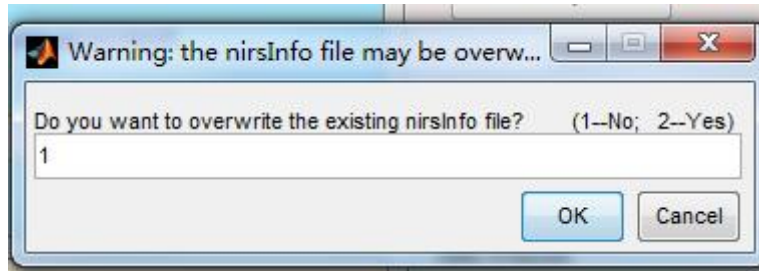 Warning: the nirsInfo file may be overw...
Do you want to overwrite the existing nirsInfo file? (1--No; 2--Yes)
1
OK Cancel